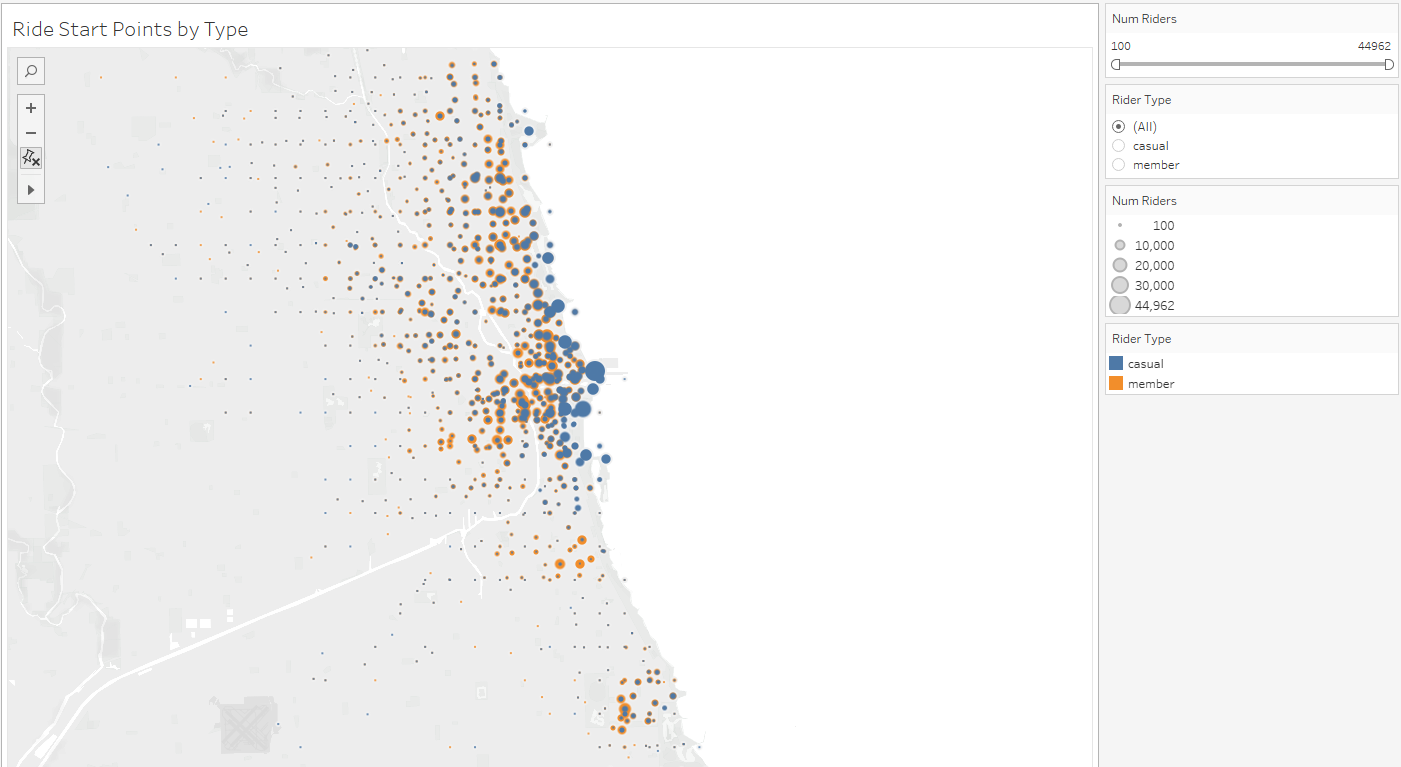 Ride Start Points by Type
Num Riders
100 44962
Rider Type
(All)
casual
member
Num Riders
100
10,000
20,000
30,000
44,962
Rider Type
casual
member